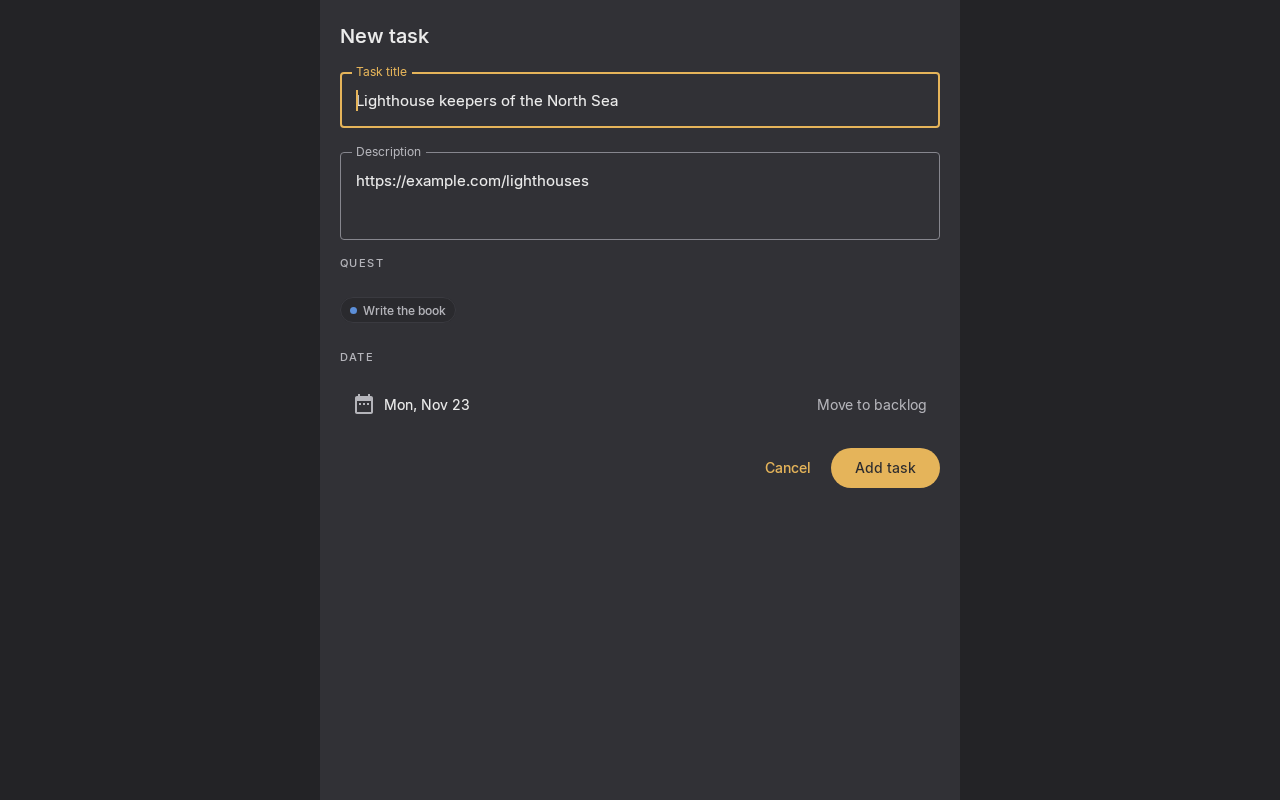 New task
Task title
Lighthouse keepers of the North Sea
Description
https://example.com/lighthouses
QUEST
Write the book
DATE
Mon, Nov 23
Move to backlog
Cancel
Add task